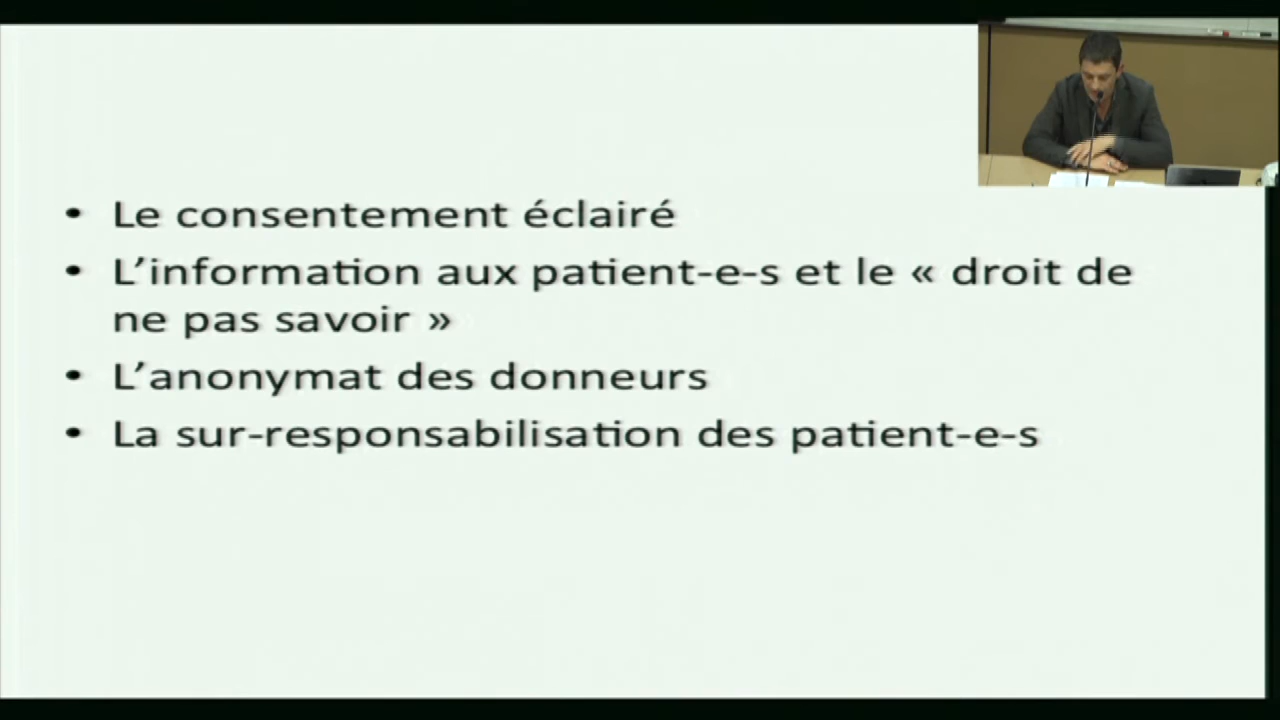 • Le consentement éclairé
• L’information aux patient-e-s et le « droit de
ne pas savoir »
• L’anonymat des donneurs
• La sur-responsabilisation des patient-e-s